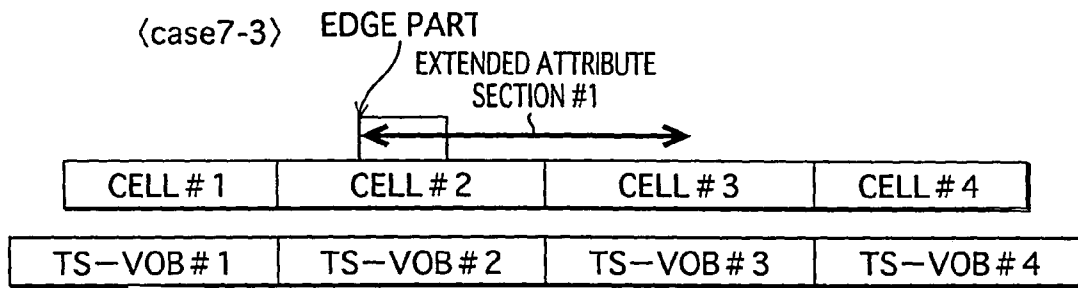 〈case7-3〉 EDGE PART
EXTENDED ATTRIBUTE
SECTION #1
CELL#1 CELL#2 CELL#3 CELL#4
TS-VOB#1 TS-VOB#2 TS-VOB#3 TS-VOB#4